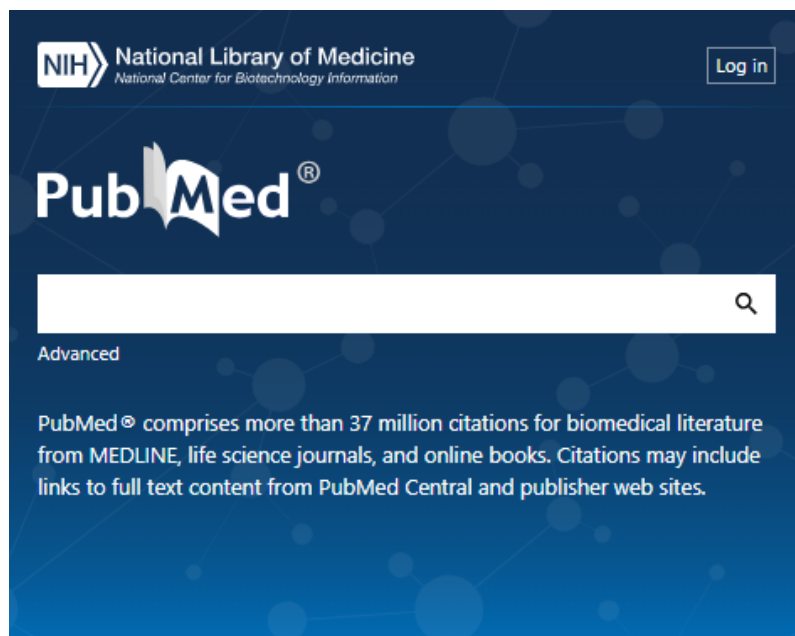 NIH National Library of Medicine
National Center for Biotechnology Information
Log in
PubMed®
Advanced
PubMed® comprises more than 37 million citations for biomedical literature
from MEDLINE, life science journals, and online books. Citations may include
links to full text content from PubMed Central and publisher web sites.